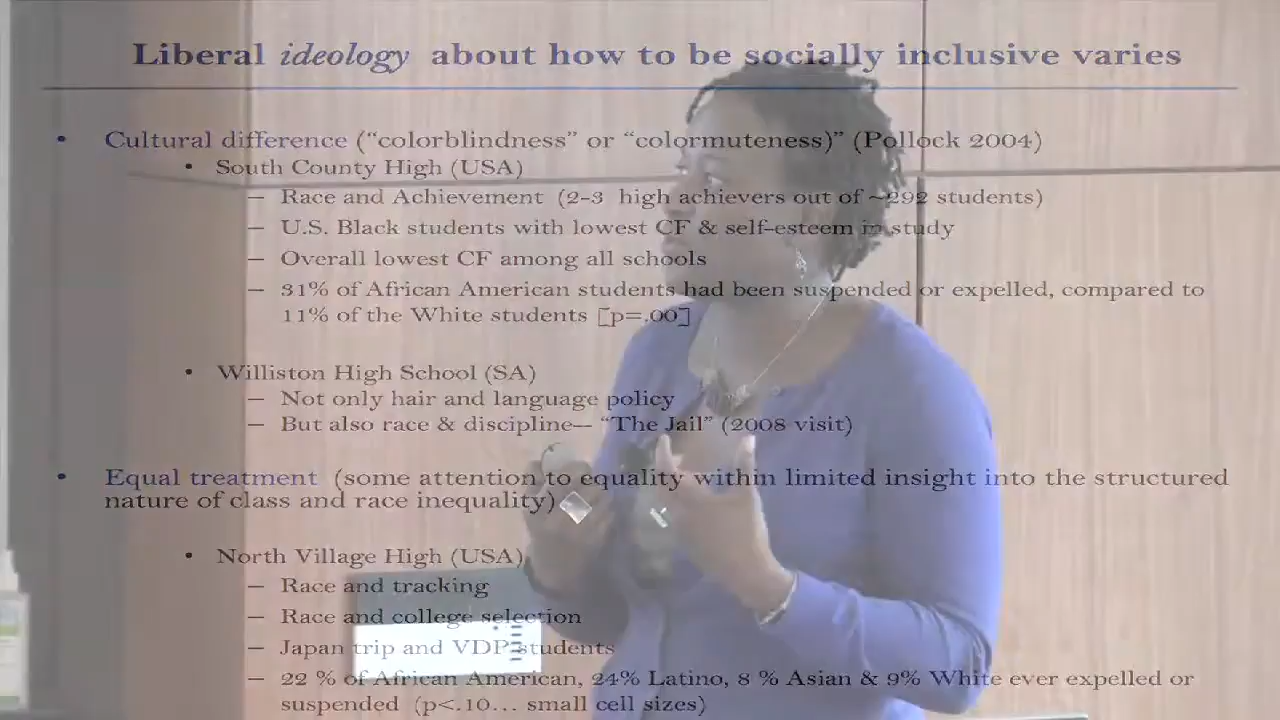 Liberal ideology about how to be socially inclusive varies
• Cultural difference (“colorblindness” or “colormuteness)” (Pollock 2004)
• South County High (USA)
– Race and Achievement (2-3 high achievers out of ~292 students)
– U.S. Black students with lowest CF & self-esteem in study
– Overall lowest CF among all schools
– 31% of African American students had been suspended or expelled, compared to
11% of the White students [p=.00]
• Williston High School (SA)
– Not only hair and language policy
– But also race & discipline-- “The Jail” (2008 visit)
• Equal treatment (some attention to equality within limited insight into the structured
nature of class and race inequality)
• North Village High (USA)
– Race and tracking
– Race and college selection
– Japan trip and VDP students
– 22 % of African American, 24% Latino, 8 % Asian & 9% White ever expelled or
suspended (p<.10… small cell sizes)